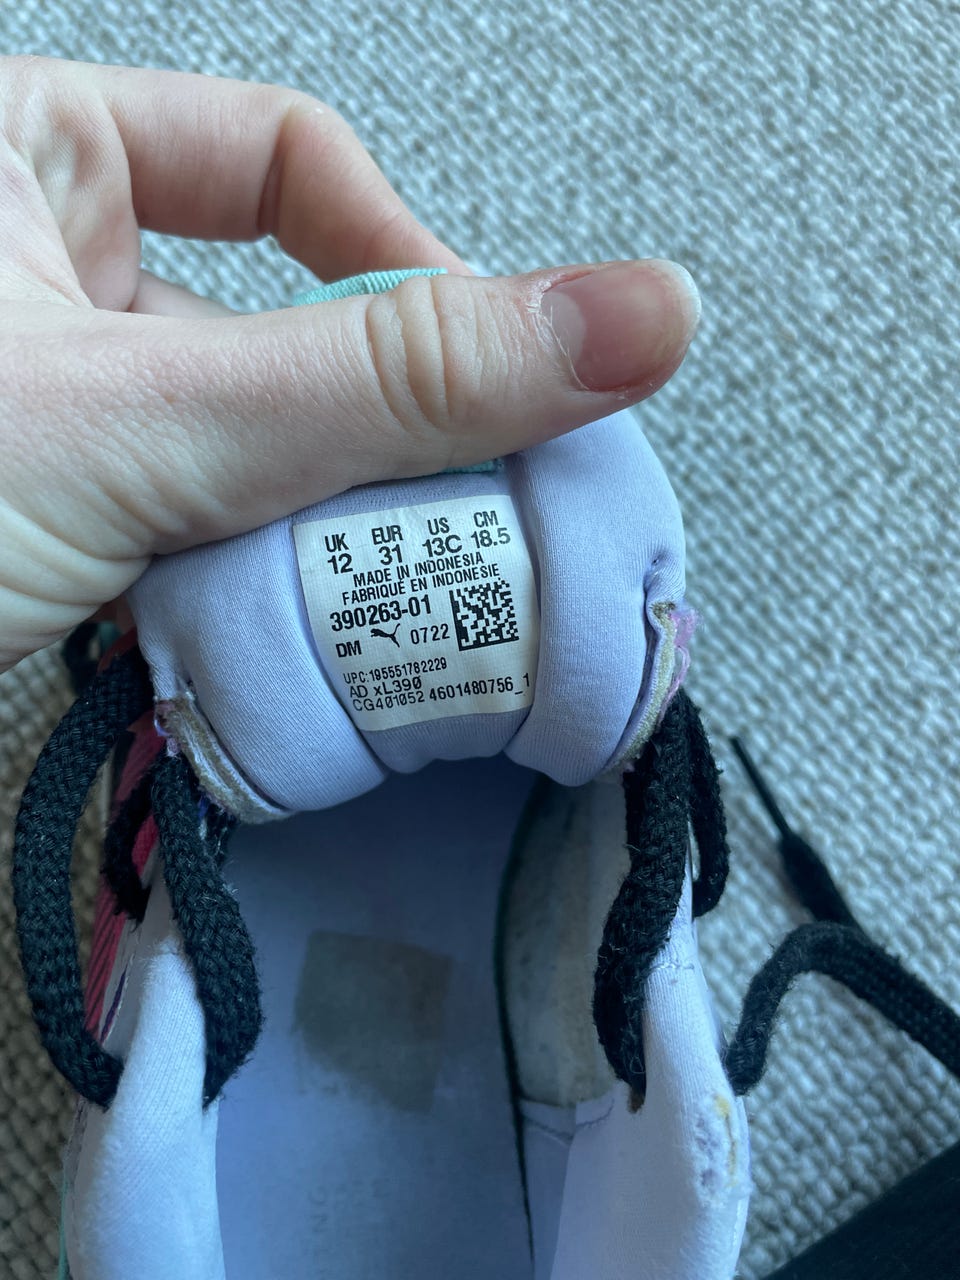 UK EUR US CM
12 31 13C 18.5
MADE IN INDONESIA
FABRIQUÉ EN INDONESIE
390263-01
DM 0722
UPC:195551782229
AD xL390
CG401052 4601480756_1